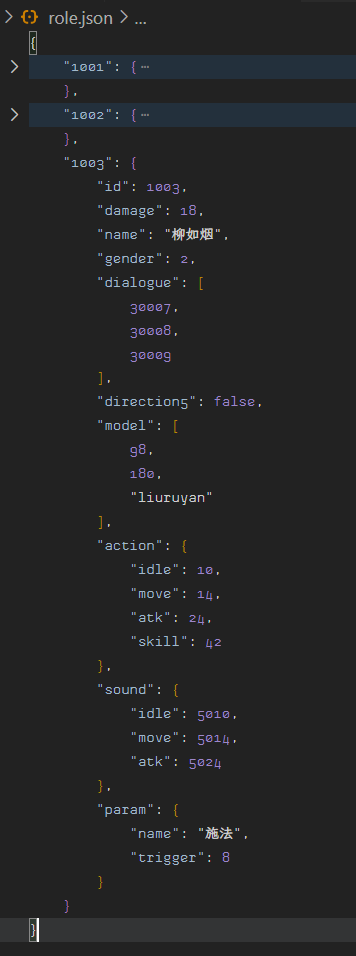 role.json > ...
{
"1001": { ...
},
"1002": { ...
},
"1003": {
"id": 1003,
"damage": 18,
"name": "柳如烟",
"gender": 2,
"dialogue": [
30007,
30008,
30009
],
"direction5": false,
"model": [
98,
180,
"liuruyan"
],
"action": {
"idle": 10,
"move": 14,
"atk": 24,
"skill": 42
},
"sound": {
"idle": 5010,
"move": 5014,
"atk": 5024
},
"param": {
"name": "施法",
"trigger": 8
}
}
}